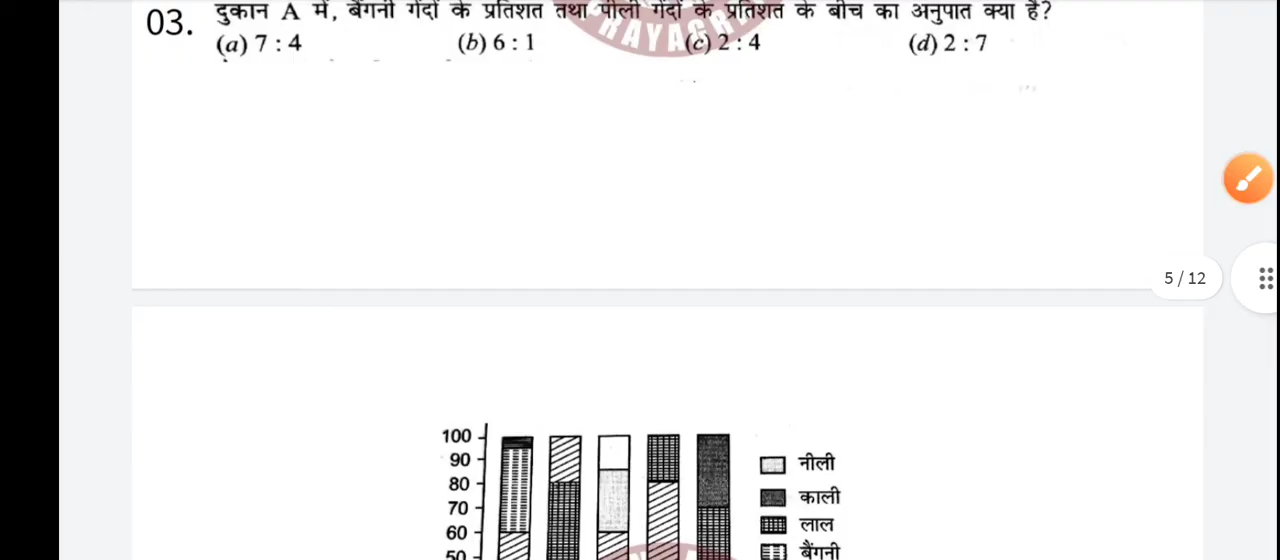 03. दुकान A में, बैंगनी गेंदों के प्रतिशत तथा पीली गेंदों के प्रतिशत के बीच का अनुपात क्या है?
(a) 7 : 4 (b) 6 : 1 (c) 2 : 4 (d) 2 : 7
RAYAGR
5 / 12
100
90
80
70
60
50
नीली
काली
लाल
बैंगनी